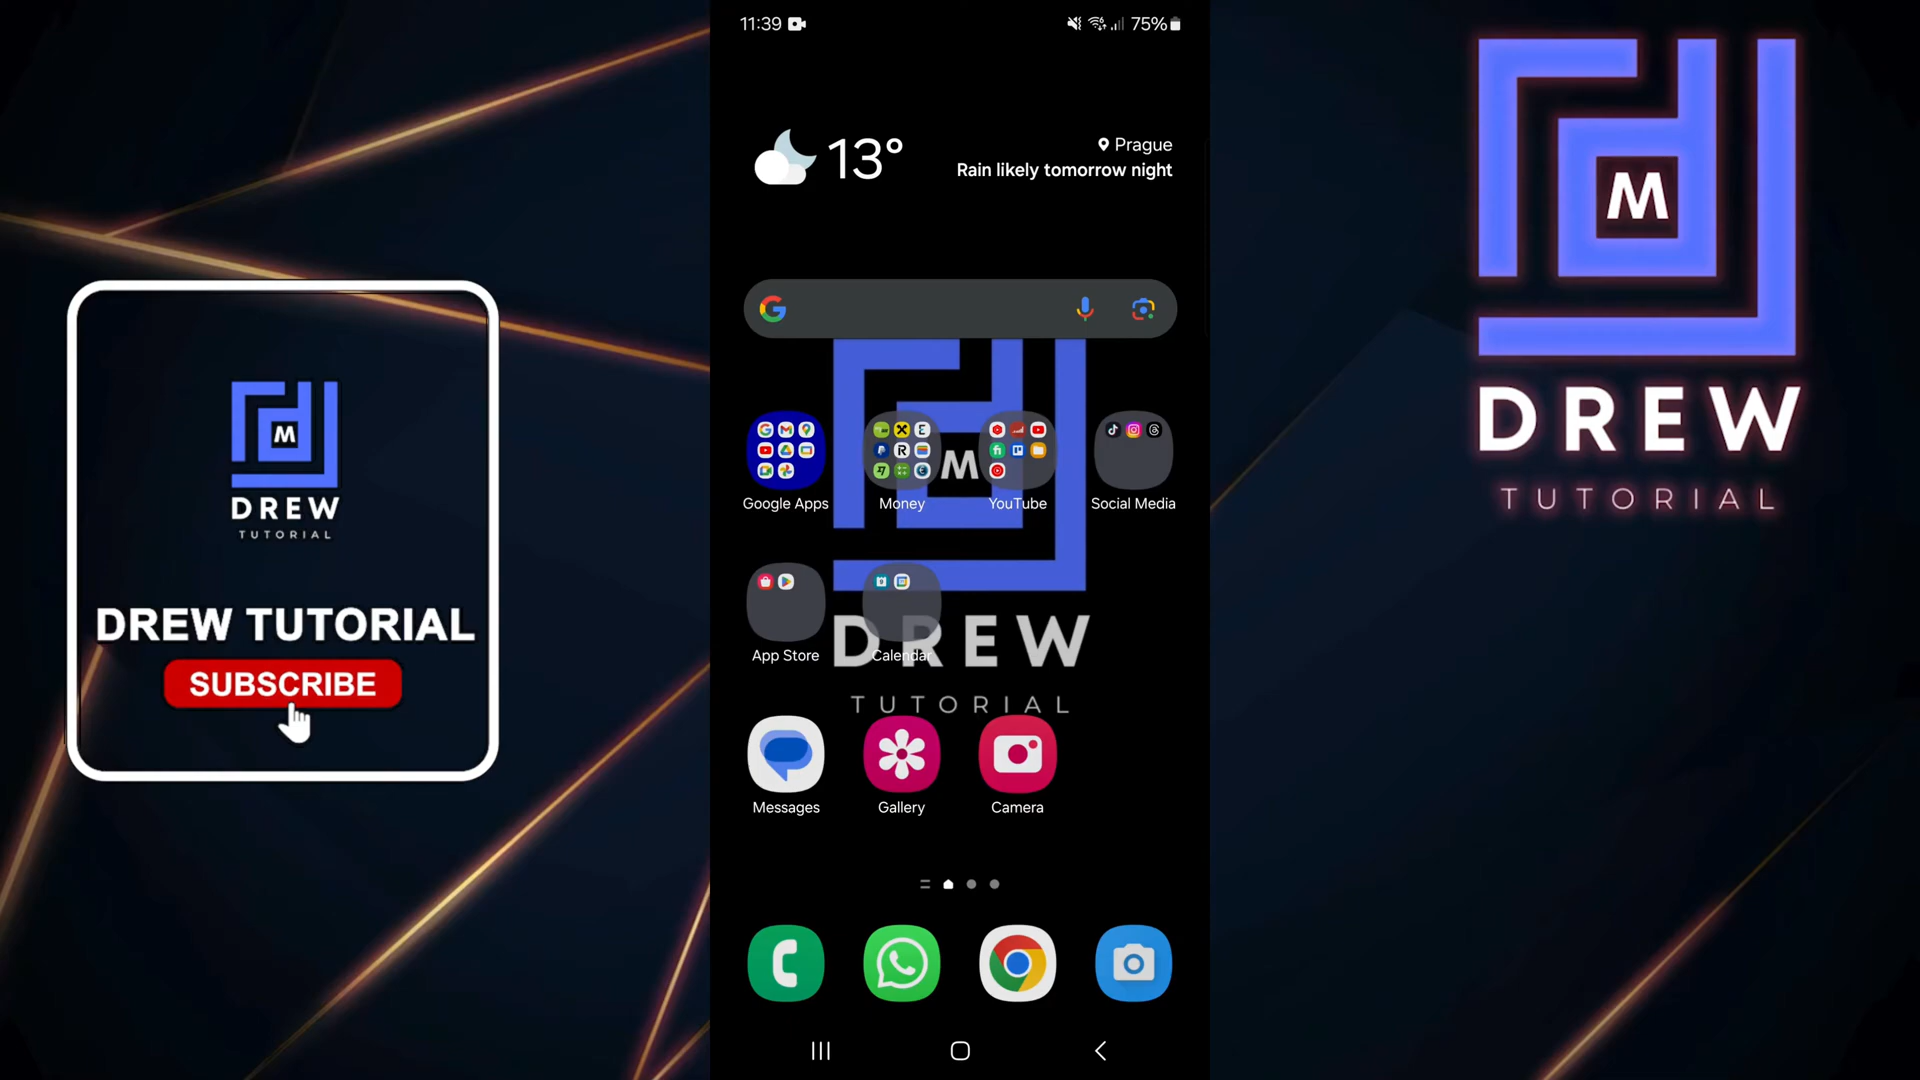 11:39
75%
13°
Prague
Rain likely tomorrow night
M
DREW
TUTORIAL
DREW TUTORIAL
SUBSCRIBE
Google Apps
Money
YouTube
Social Media
M
App Store
Calendar
DREW
TUTORIAL
Messages
Gallery
Camera
M
DREW
TUTORIAL